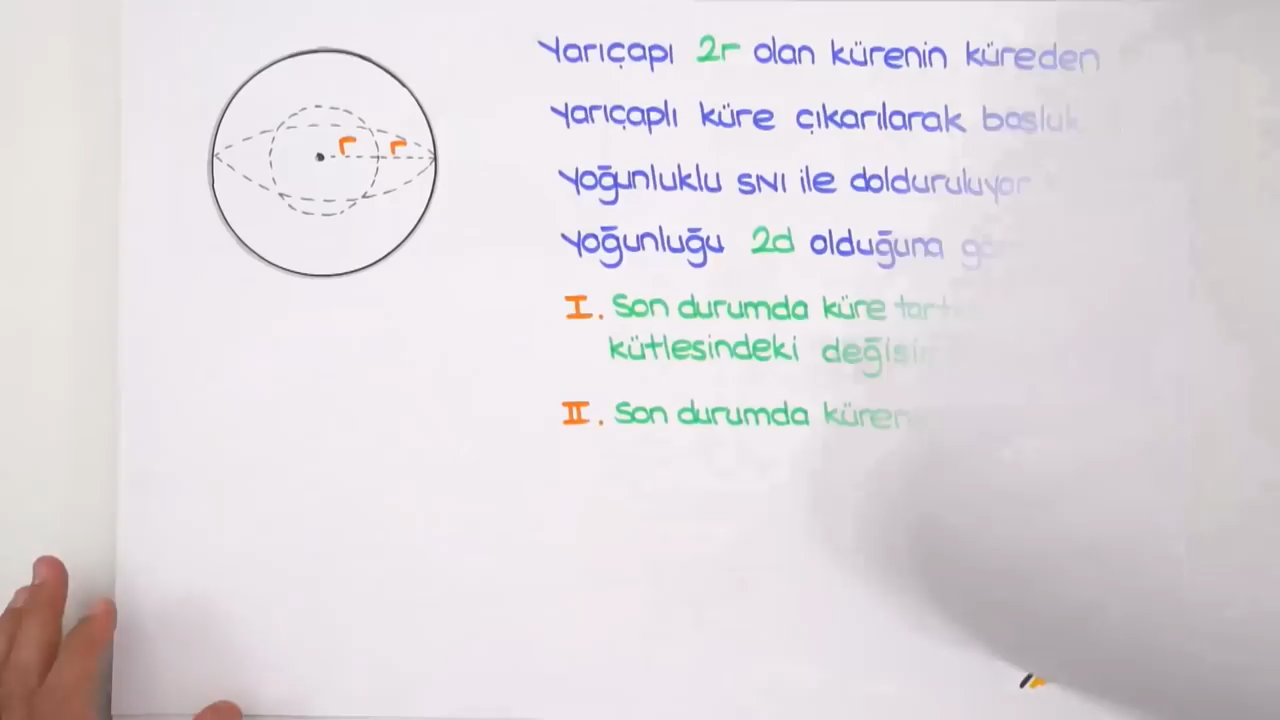 r r
Yarıçapı 2r olan kürenin küreden
yarıçaplı küre çıkarılarak boşluk
yoğunluklu sıvı ile dolduruluyor
yoğunluğu 2d olduğuna
I. Son durumda küre
kütlesindeki
II. Son durumda